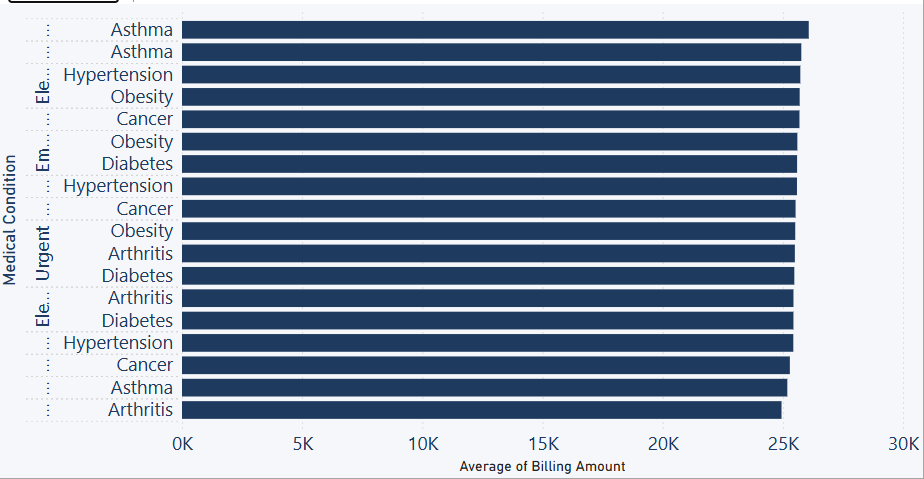 ⋮ Asthma
⋮ Asthma
Ele... Hypertension
Obesity
⋮ Cancer
Em... Obesity
Diabetes
⋮ Hypertension
⋮ Cancer
Urgent Obesity
Arthritis
Diabetes
Ele... Arthritis
Diabetes
⋮ Hypertension
⋮ Cancer
⋮ Asthma
⋮ Arthritis
Medical Condition
0K 5K 10K 15K 20K 25K 30K
Average of Billing Amount